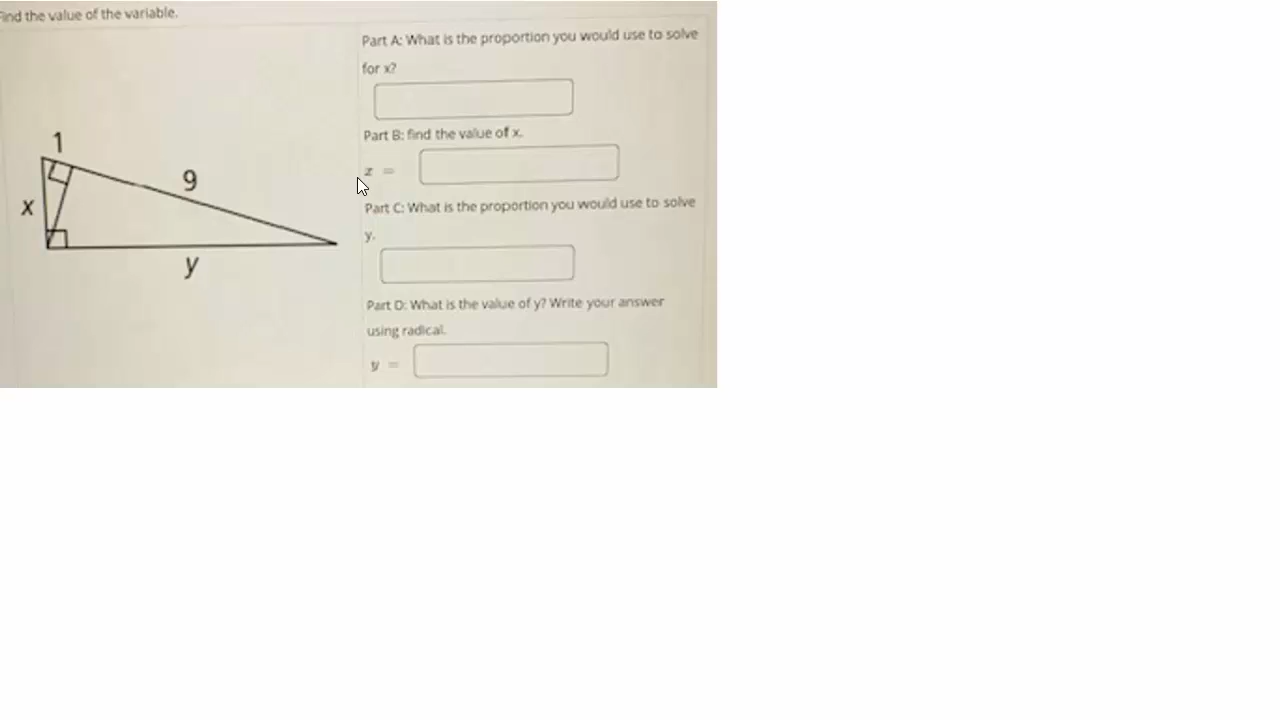 Find the value of the variable.
Part A: What is the proportion you would use to solve
for x?
Part B: find the value of x.
x =
Part C: What is the proportion you would use to solve
y.
Part D: What is the value of y? Write your answer
using radical.
y =
1
9
x
y